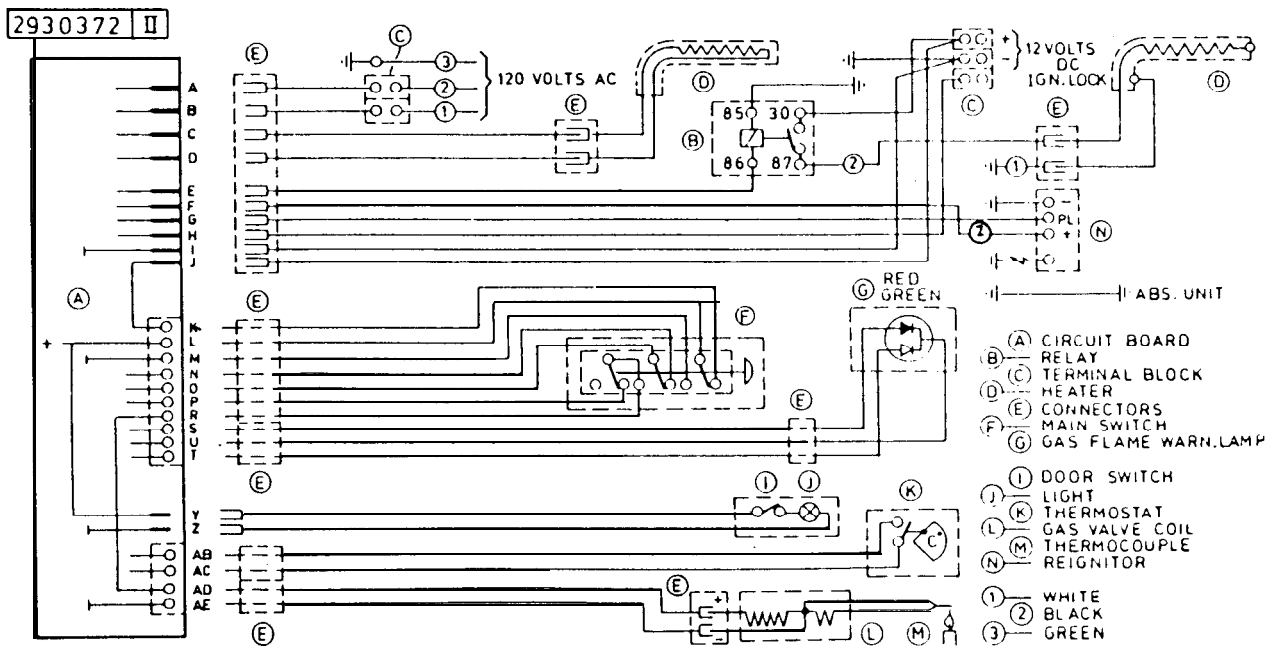 2930372 II
E
C
3
120 VOLTS AC
2
1
E
D
85 30
B
86 87
2
+
-
12 VOLTS
DC
IGN. LOCK
C
E
D
1
-
PL
+
2
N
ABS. UNIT
A
B
C
D
E
F
G
H
I
J
A
+
K
L
M
N
O
P
R
S
U
T
E
E
F
G
RED
GREEN
E
Y
Z
I
J
K
C°
AB
AC
AD
AE
E
E
+
-
L
M
A CIRCUIT BOARD
B RELAY
C TERMINAL BLOCK
D HEATER
E CONNECTORS
F MAIN SWITCH
G GAS FLAME WARN.LAMP
I DOOR SWITCH
J LIGHT
K THERMOSTAT
L GAS VALVE COIL
M THERMOCOUPLE
N REIGNITOR
1 WHITE
2 BLACK
3 GREEN